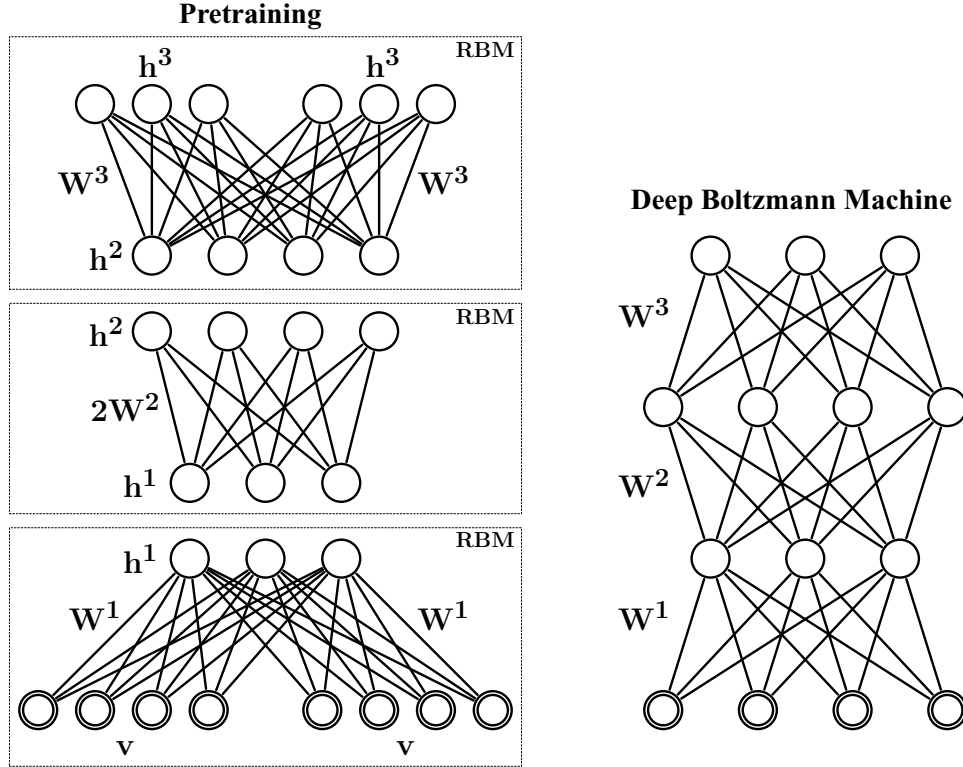 Pretraining
RBM
h³ h³
W³ W³
h²
RBM
h²
2W²
h¹
RBM
h¹
W¹ W¹
v v
Deep Boltzmann Machine
W³
W²
W¹